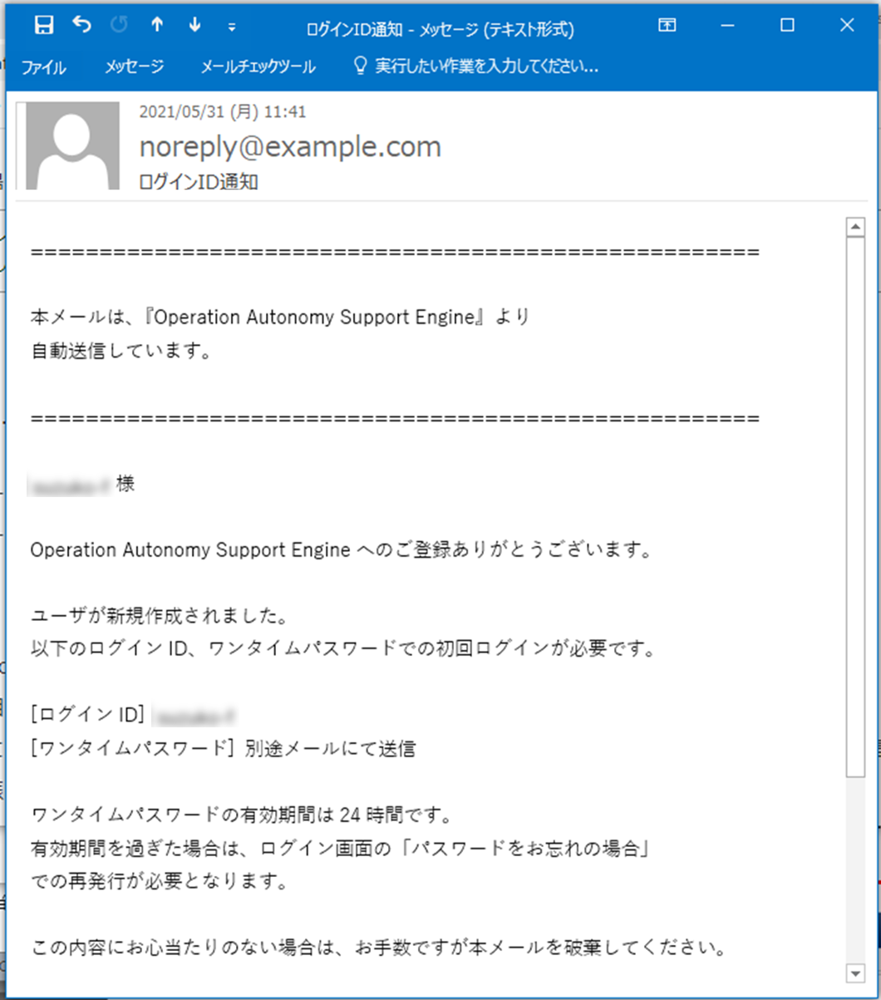 ログインID通知 - メッセージ (テキスト形式)
ファイル メッセージ メールチェックツール 実行したい作業を入力してください...
2021/05/31 (月) 11:41
noreply@example.com
ログインID通知
=====================================================
本メールは、『Operation Autonomy Support Engine』より
自動送信しています。
=====================================================
様
Operation Autonomy Support Engine へのご登録ありがとうございます。
ユーザが新規作成されました。
以下のログイン ID、ワンタイムパスワードでの初回ログインが必要です。
[ログイン ID]
[ワンタイムパスワード] 別途メールにて送信
ワンタイムパスワードの有効期間は 24 時間です。
有効期間を過ぎた場合は、ログイン画面の「パスワードをお忘れの場合」
での再発行が必要となります。
この内容にお心当たりのない場合は、お手数ですが本メールを破棄してください。